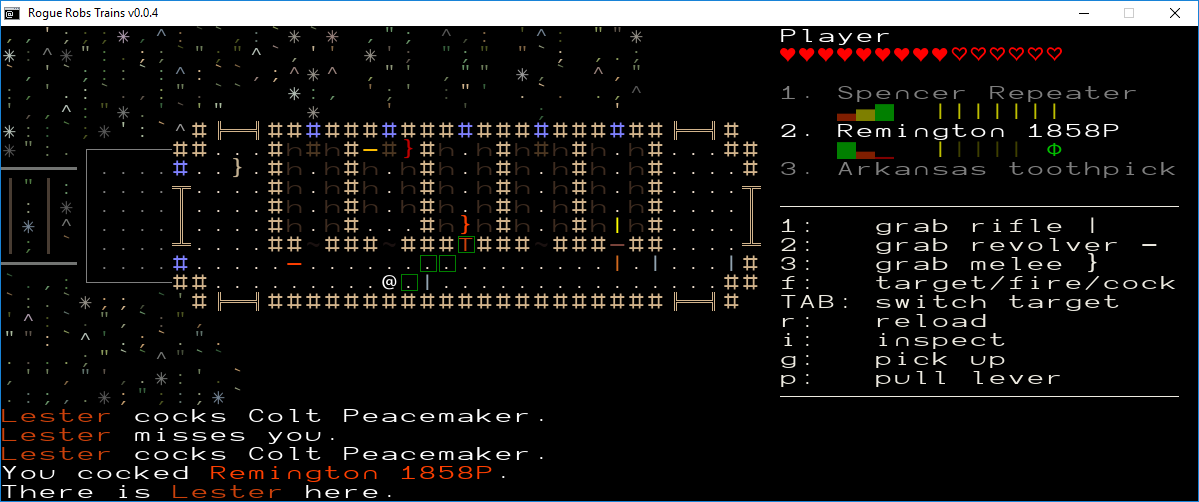 Rogue Robs Trains v0.0.4
Player
1. Spencer Repeater
2. Remington 1858P
3. Arkansas toothpick
1: grab rifle |
2: grab revolver —
3: grab melee }
f: target/fire/cock
TAB: switch target
r: reload
i: inspect
g: pick up
p: pull lever
Lester cocks Colt Peacemaker.
Lester misses you.
Lester cocks Colt Peacemaker.
You cocked Remington 1858P.
There is Lester here.